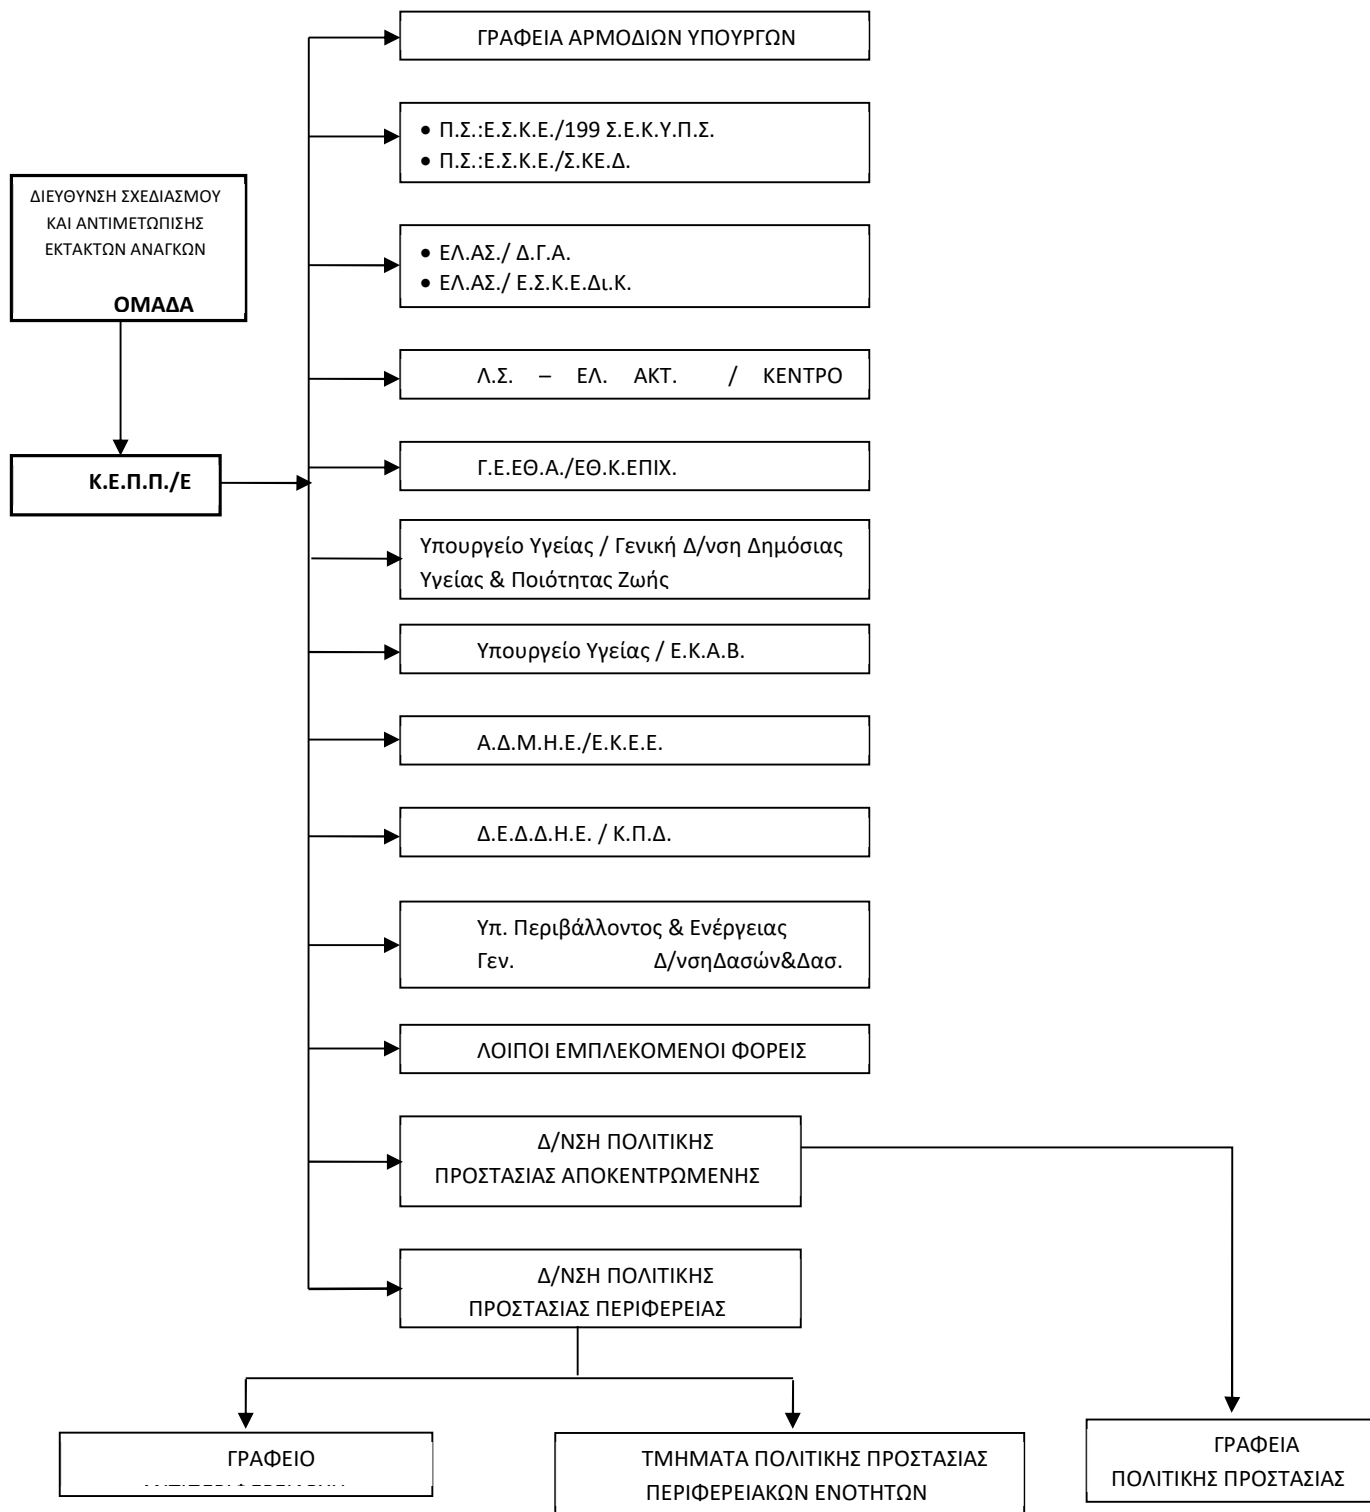 ΓΡΑΦΕΙΑ ΑΡΜΟΔΙΩΝ ΥΠΟΥΡΓΩΝ
• Π.Σ.:Ε.Σ.Κ.Ε./199 Σ.Ε.Κ.Υ.Π.Σ.
• Π.Σ.:Ε.Σ.Κ.Ε./Σ.ΚΕ.Δ.
ΔΙΕΥΘΥΝΣΗ ΣΧΕΔΙΑΣΜΟΥ
ΚΑΙ ΑΝΤΙΜΕΤΩΠΙΣΗΣ
ΕΚΤΑΚΤΩΝ ΑΝΑΓΚΩΝ
ΟΜΑΔΑ
• ΕΛ.ΑΣ./ Δ.Γ.Α.
• ΕΛ.ΑΣ./ Ε.Σ.Κ.Ε.Δι.Κ.
Λ.Σ. – ΕΛ. ΑΚΤ. / ΚΕΝΤΡΟ
Κ.Ε.Π.Π./Ε
Γ.Ε.ΕΘ.Α./ΕΘ.Κ.ΕΠΙΧ.
Υπουργείο Υγείας / Γενική Δ/νση Δημόσιας
Υγείας & Ποιότητας Ζωής
Υπουργείο Υγείας / Ε.Κ.Α.Β.
Α.Δ.Μ.Η.Ε./Ε.Κ.Ε.Ε.
Δ.Ε.Δ.Δ.Η.Ε. / Κ.Π.Δ.
Υπ. Περιβάλλοντος & Ενέργειας
Γεν. Δ/νσηΔασών&Δασ.
ΛΟΙΠΟΙ ΕΜΠΛΕΚΟΜΕΝΟΙ ΦΟΡΕΙΣ
Δ/ΝΣΗ ΠΟΛΙΤΙΚΗΣ
ΠΡΟΣΤΑΣΙΑΣ ΑΠΟΚΕΝΤΡΩΜΕΝΗΣ
Δ/ΝΣΗ ΠΟΛΙΤΙΚΗΣ
ΠΡΟΣΤΑΣΙΑΣ ΠΕΡΙΦΕΡΕΙΑΣ
ΓΡΑΦΕΙΟ
ΤΜΗΜΑΤΑ ΠΟΛΙΤΙΚΗΣ ΠΡΟΣΤΑΣΙΑΣ
ΠΕΡΙΦΕΡΕΙΑΚΩΝ ΕΝΟΤΗΤΩΝ
ΓΡΑΦΕΙΑ
ΠΟΛΙΤΙΚΗΣ ΠΡΟΣΤΑΣΙΑΣ